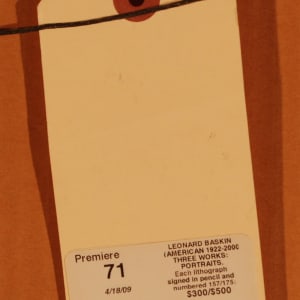 Premiere
71
4/18/09
LEONARD BASKIN
(AMERICAN 1922-2000
THREE WORKS:
PORTRAITS.
Each lithograph
signed in pencil and
numbered 157/175:
$300/$500